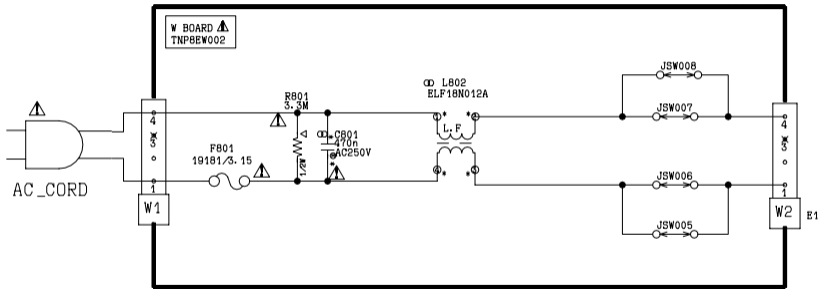 W BOARD
TNP8EW002
JSW008
L802
ELF18N012A
R801
3.3M
JSW007
4
4
L.F
C801
470n
AC250V
3
3
F801
19181/3.15
1/2W
JSW006
AC_CORD
1
1
W1
W2
E1
JSW005